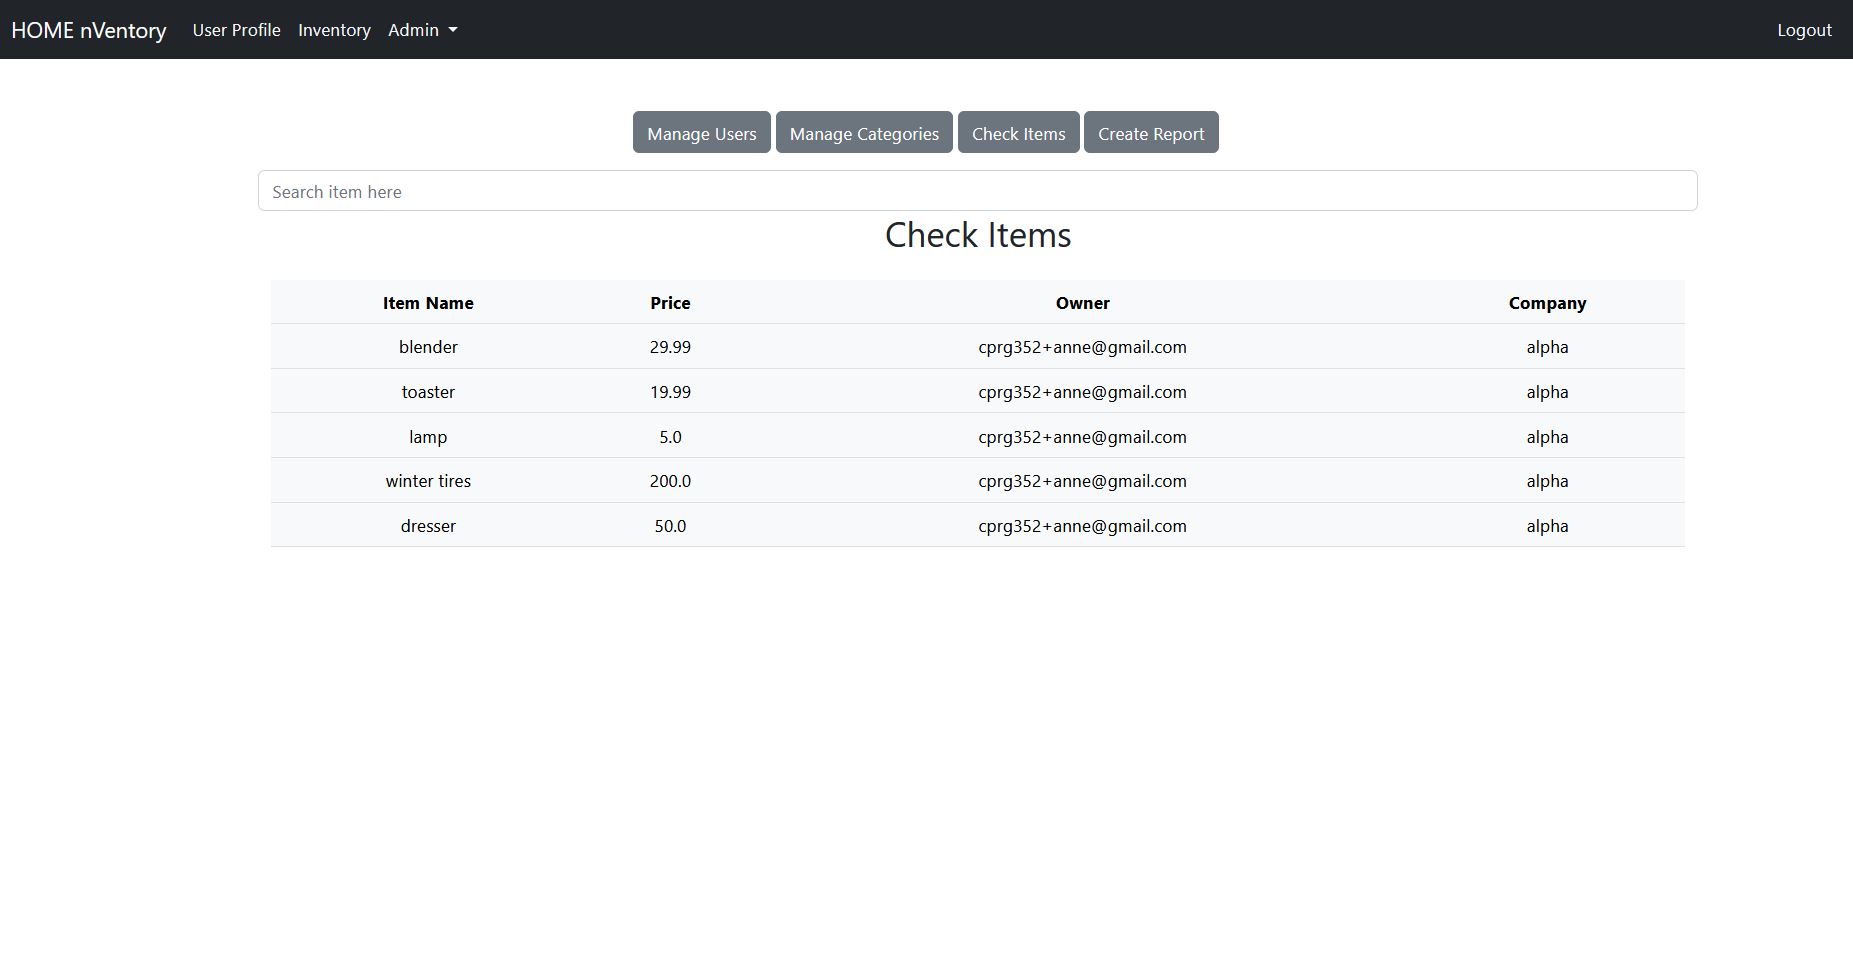 HOME nVentory User Profile Inventory Admin Logout
Manage Users Manage Categories Check Items Create Report
Search item here
Check Items
Item Name Price Owner Company
blender 29.99 cprg352+anne@gmail.com alpha
toaster 19.99 cprg352+anne@gmail.com alpha
lamp 5.0 cprg352+anne@gmail.com alpha
winter tires 200.0 cprg352+anne@gmail.com alpha
dresser 50.0 cprg352+anne@gmail.com alpha